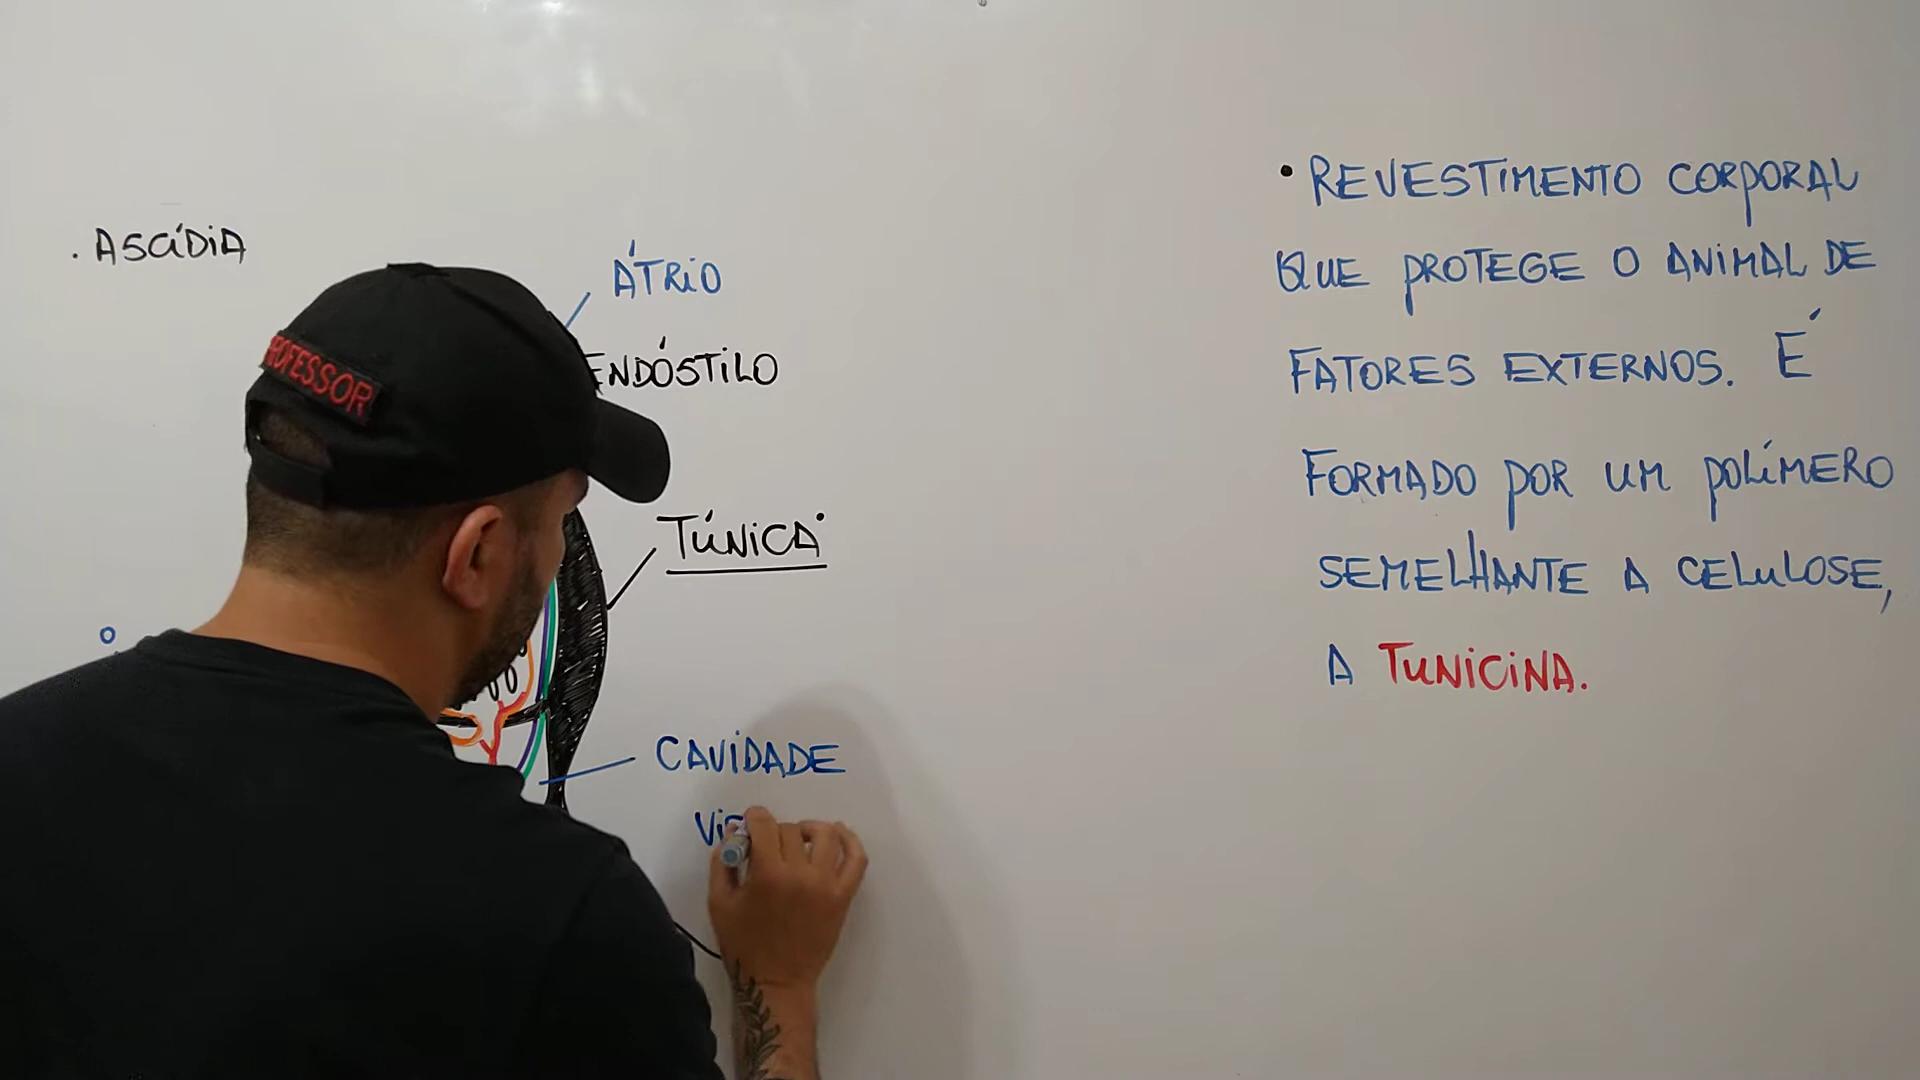 . ASCÍDIA
ÁTRIO
ENDÓSTILO
PROFESSOR
TÚNICA
CAVIDADE
• REVESTIMENTO CORPORAL
QUE PROTEGE O ANIMAL DE
FATORES EXTERNOS. É
FORMADO POR UM POLÍMERO
SEMELHANTE A CELULOSE,
A TUNICINA.